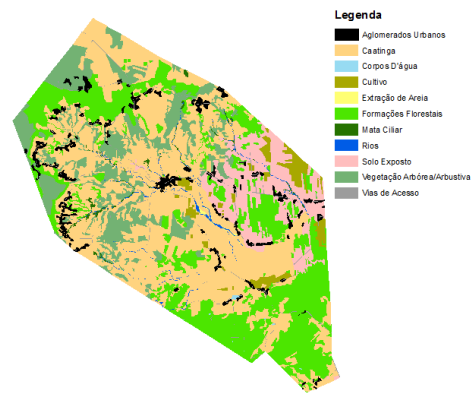 Legenda
Aglomerados Urbanos
Caatinga
Corpos D'água
Cultivo
Extração de Areia
Formações Florestais
Mata Ciliar
Rios
Solo Exposto
Vegetação Arbórea/Arbustiva
Vias de Acesso